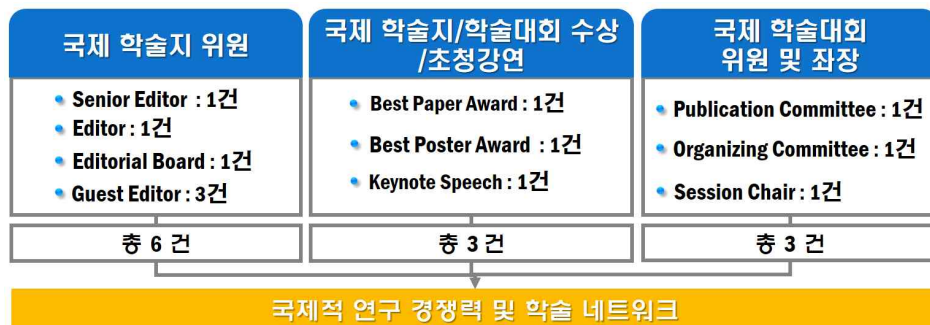 국제 학술지 위원
Senior Editor : 1건
Editor : 1건
Editorial Board : 1건
Guest Editor : 3건
총 6 건
국제 학술지/학술대회 수상
/초청강연
Best Paper Award : 1건
Best Poster Award : 1건
Keynote Speech : 1건
총 3 건
국제 학술대회
위원 및 좌장
Publication Committee : 1건
Organizing Committee : 1건
Session Chair : 1건
총 3 건
국제적 연구 경쟁력 및 학술 네트워크